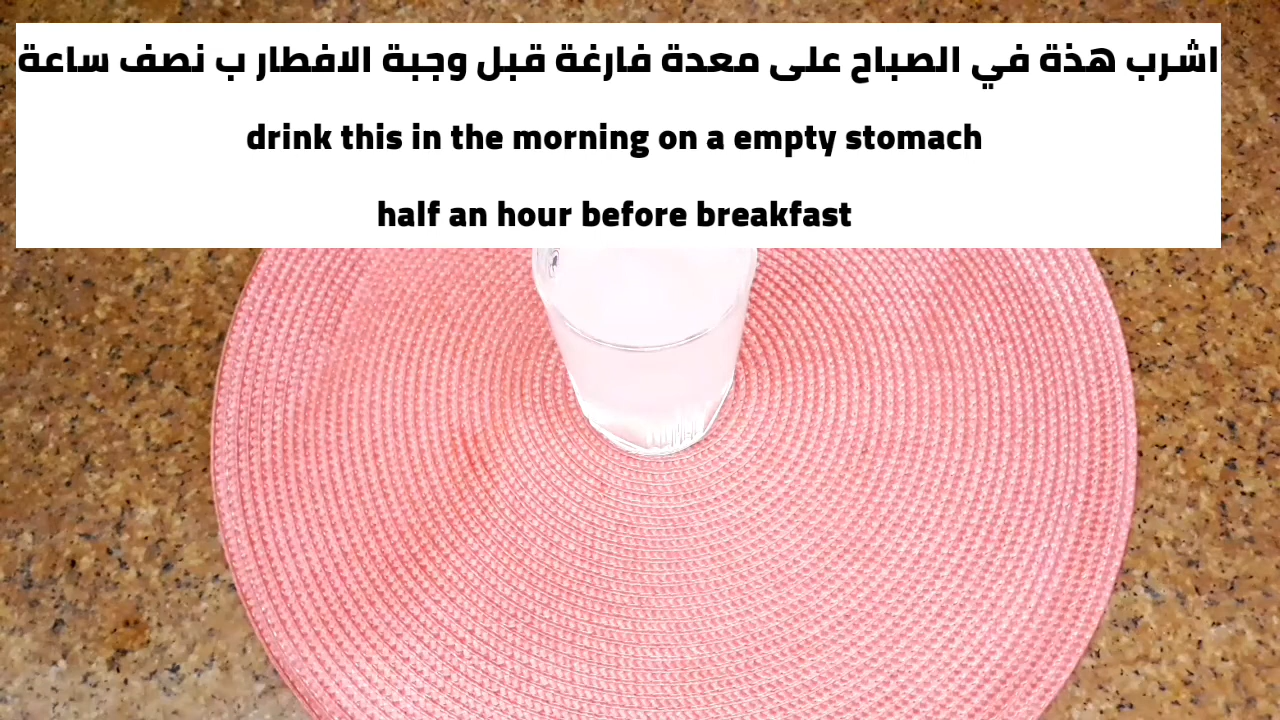 اشرب هذة في الصباح على معدة فارغة قبل وجبة الافطار ب نصف ساعة
drink this in the morning on a empty stomach
half an hour before breakfast